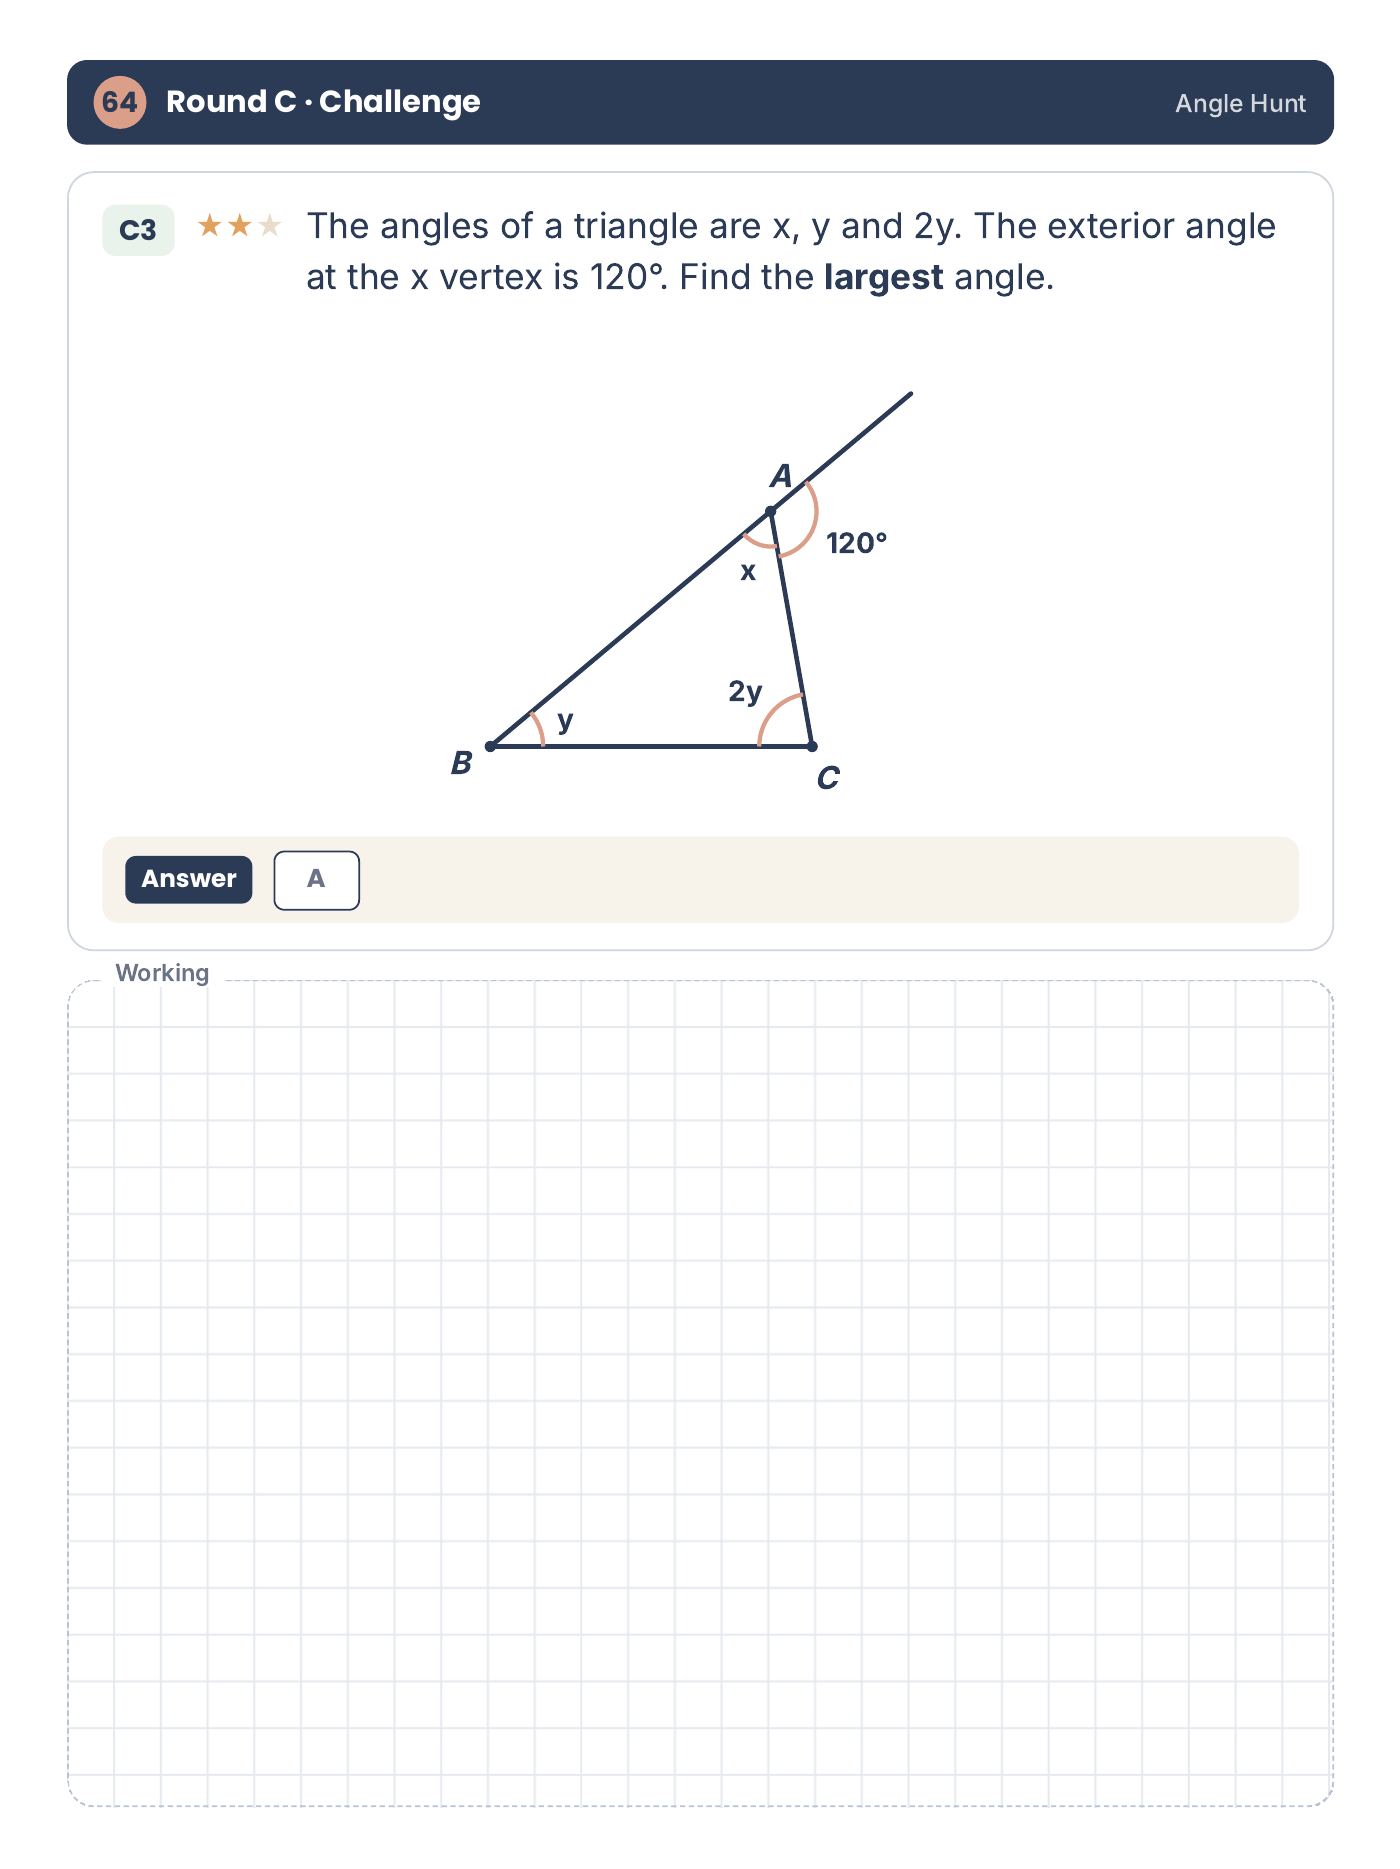 64 Round C · Challenge Angle Hunt
C3 ★★★ The angles of a triangle are x, y and 2y. The exterior angle
at the x vertex is 120°. Find the largest angle.
A
120°
x
2y
y
B
C
Answer A
Working